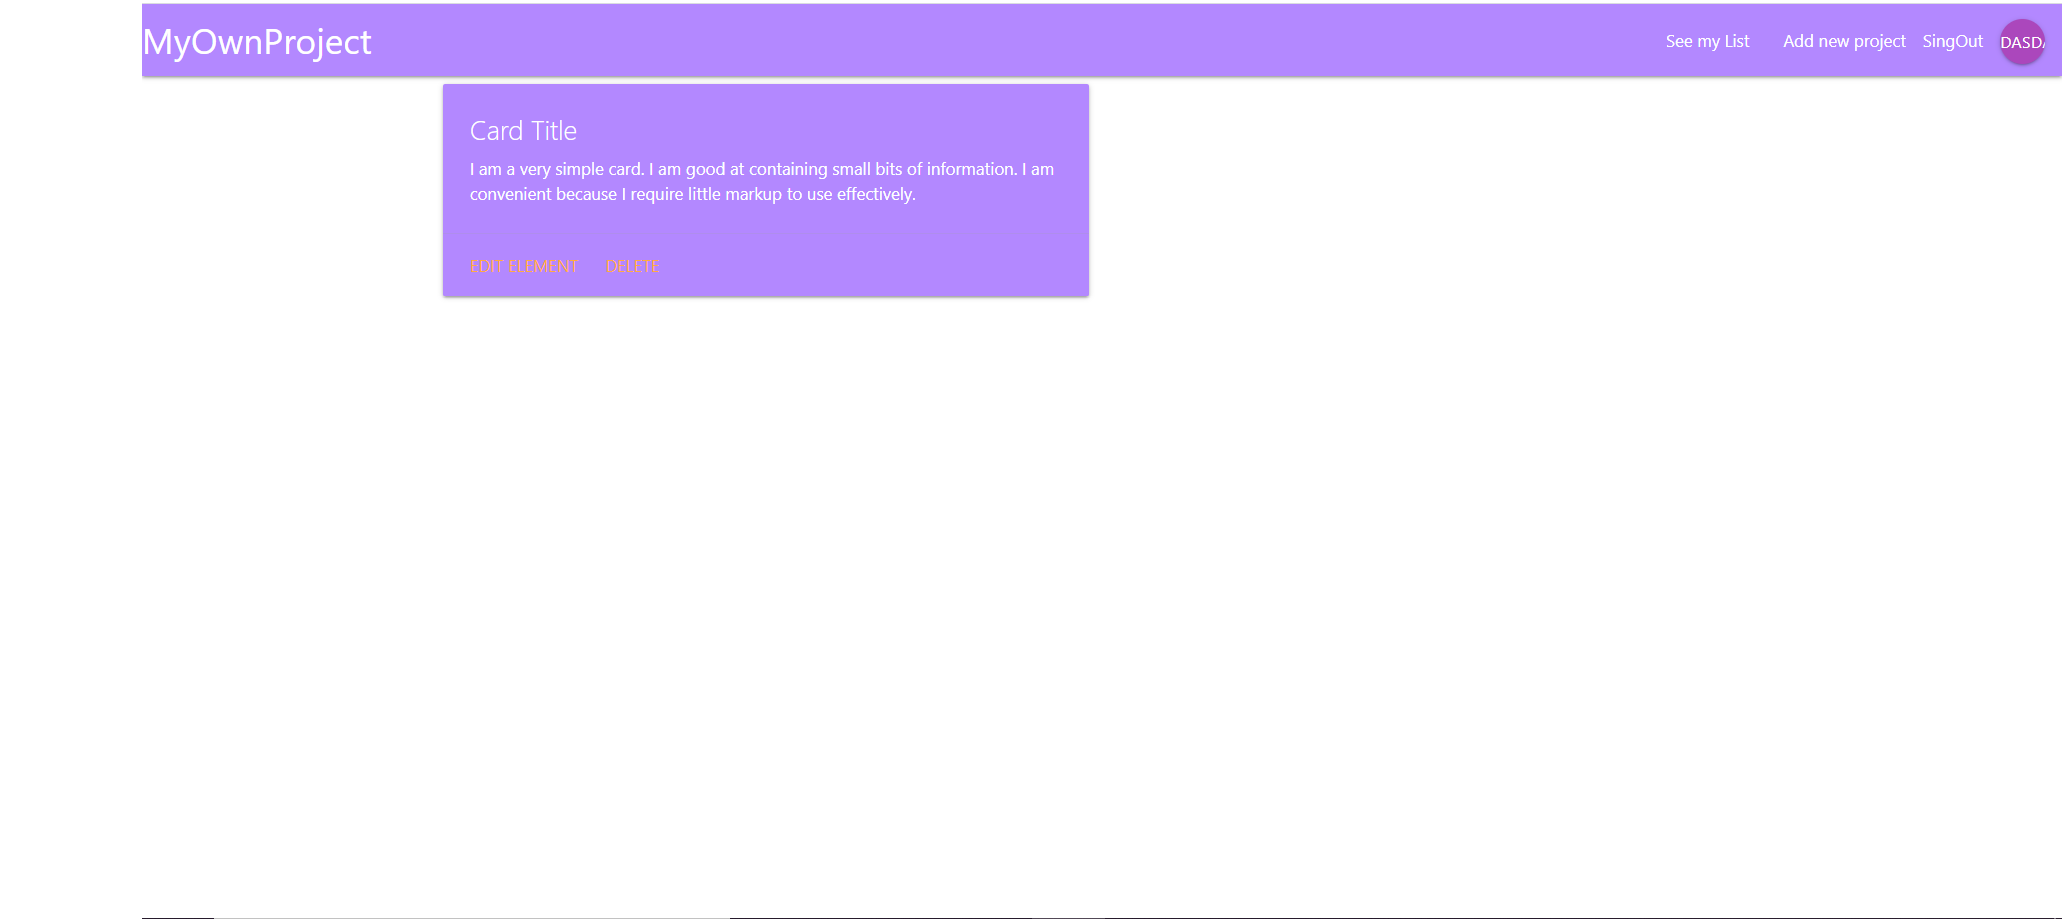 MyOwnProject
See my List
Add new project
SingOut
DASDA
Card Title
I am a very simple card. I am good at containing small bits of information. I am
convenient because I require little markup to use effectively.
EDIT ELEMENT
DELETE